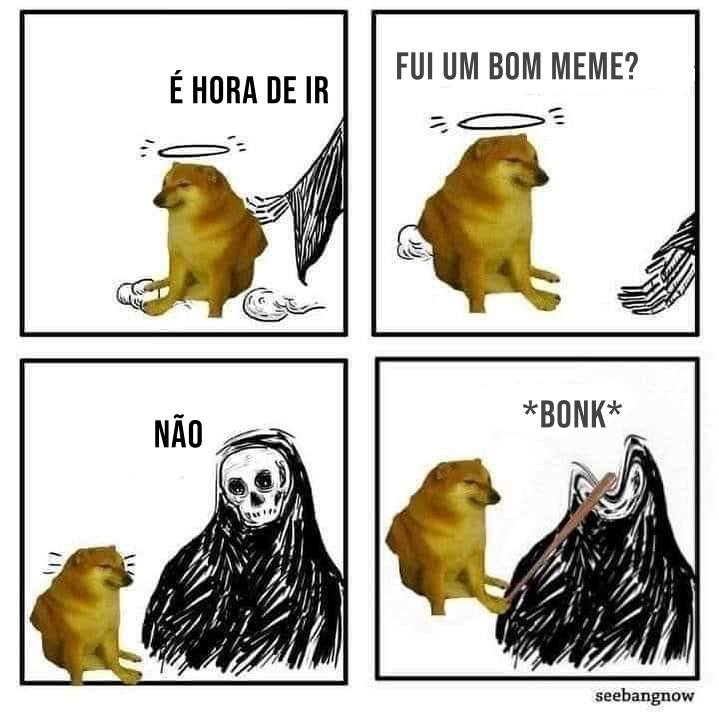 É HORA DE IR
FUI UM BOM MEME?
NÃO
*BONK*
seebangnow